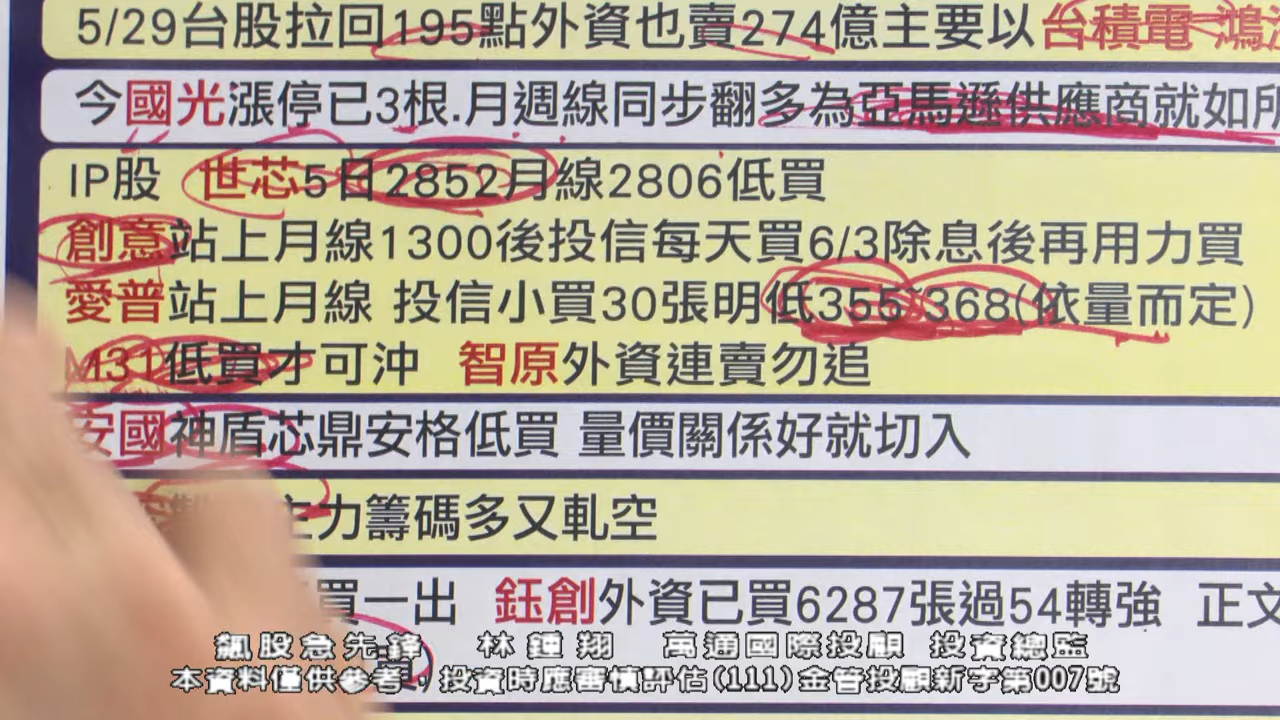 5/29台股拉回195點外資也賣274億主要以台積電 鴻
今國光漲停已3根.月週線同步翻多為亞馬遜供應商就如所
IP股 世芯5日2852月線2806低買
創意站上月線1300後投信每天買6/3除息後再用力買
愛普站上月線 投信小買30張明低355 368(依量而定)
M31低買才可沖 智原外資連賣勿追
安國神盾芯鼎安格低買 量價關係好就切入
主力籌碼多又軋空
買一出 鈺創外資已買6287張過54轉強 正文
飆股急先鋒 林鍾翔 萬通國際投顧 投資總監
本資料僅供參考,投資時應審慎評估(111)金管投顧新字第007號